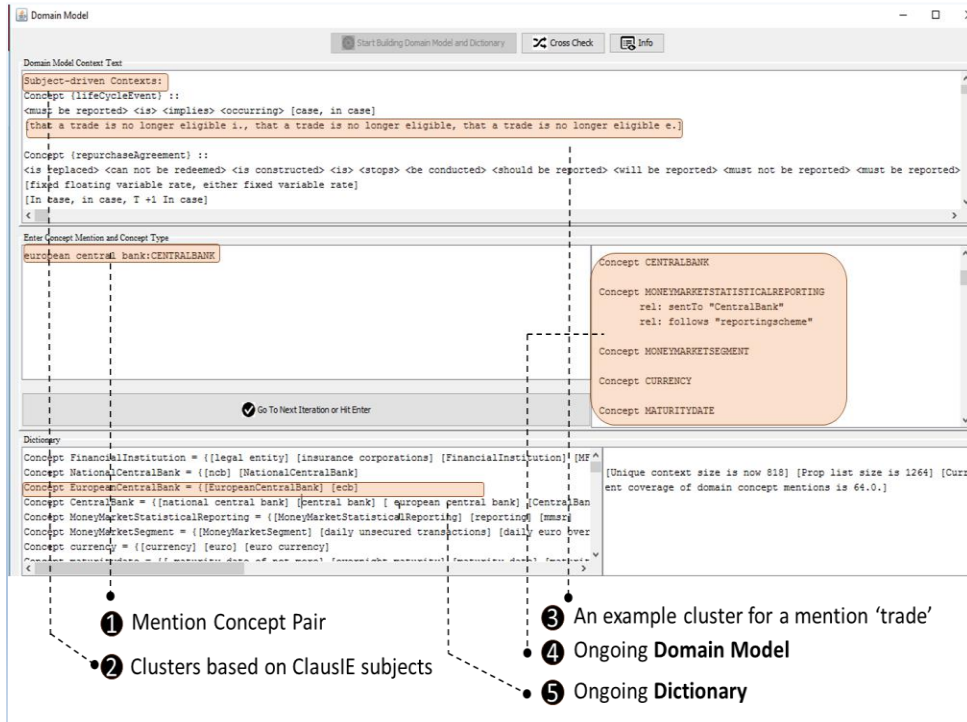 Domain Model
Start Building Domain Model and Dictionary
Cross Check
Info
Domain Model Context Text
Subject-driven Contexts:
Concept {lifeCycleEvent} ::
<must be reported> <is> <implies> <occurring> [case, in case]
[that a trade is no longer eligible i., that a trade is no longer eligible, that a trade is no longer eligible e.]
Concept {repurchaseAgreement} ::
<is replaced> <can not be redeemed> <is constructed> <is> <stops> <be conducted> <should be reported> <will be reported> <must not be reported> <must be reported>
[fixed floating variable rate, either fixed variable rate]
[In case, in case, T +1 In case]
Enter Concept Mention and Concept Type
european central bank:CENTRALBANK
Concept CENTRALBANK
Concept MONEYMARKETSTATISTICALREPORTING
rel: sentTo "CentralBank"
rel: follows "reportingscheme"
Concept MONEYMARKETSEGMENT
Concept CURRENCY
Concept MATURITYDATE
Go To Next Iteration or Hit Enter
Dictionary
Concept FinancialInstitution = {[legal entity] [insurance corporations] [FinancialInstitution] [MF
Concept NationalCentralBank = {[ncb] [NationalCentralBank]
Concept EuropeanCentralBank = {[EuropeanCentralBank] [ecb]
Concept CentralBank = {[national central bank] [central bank] [ european central bank] [CentralBan
Concept MoneyMarketStatisticalReporting = {[MoneyMarketStatisticalReporting] [reporting] [mmsr]
Concept MoneyMarketSegment = {[MoneyMarketSegment] [daily unsecured transactions] [daily euro over
Concept currency = {[currency] [euro] [euro currency]
[Unique context size is now 818] [Prop list size is 1264] [Curr
ent coverage of domain concept mentions is 64.0.]
1 Mention Concept Pair
2 Clusters based on ClausIE subjects
3 An example cluster for a mention ‘trade’
4 Ongoing Domain Model
5 Ongoing Dictionary